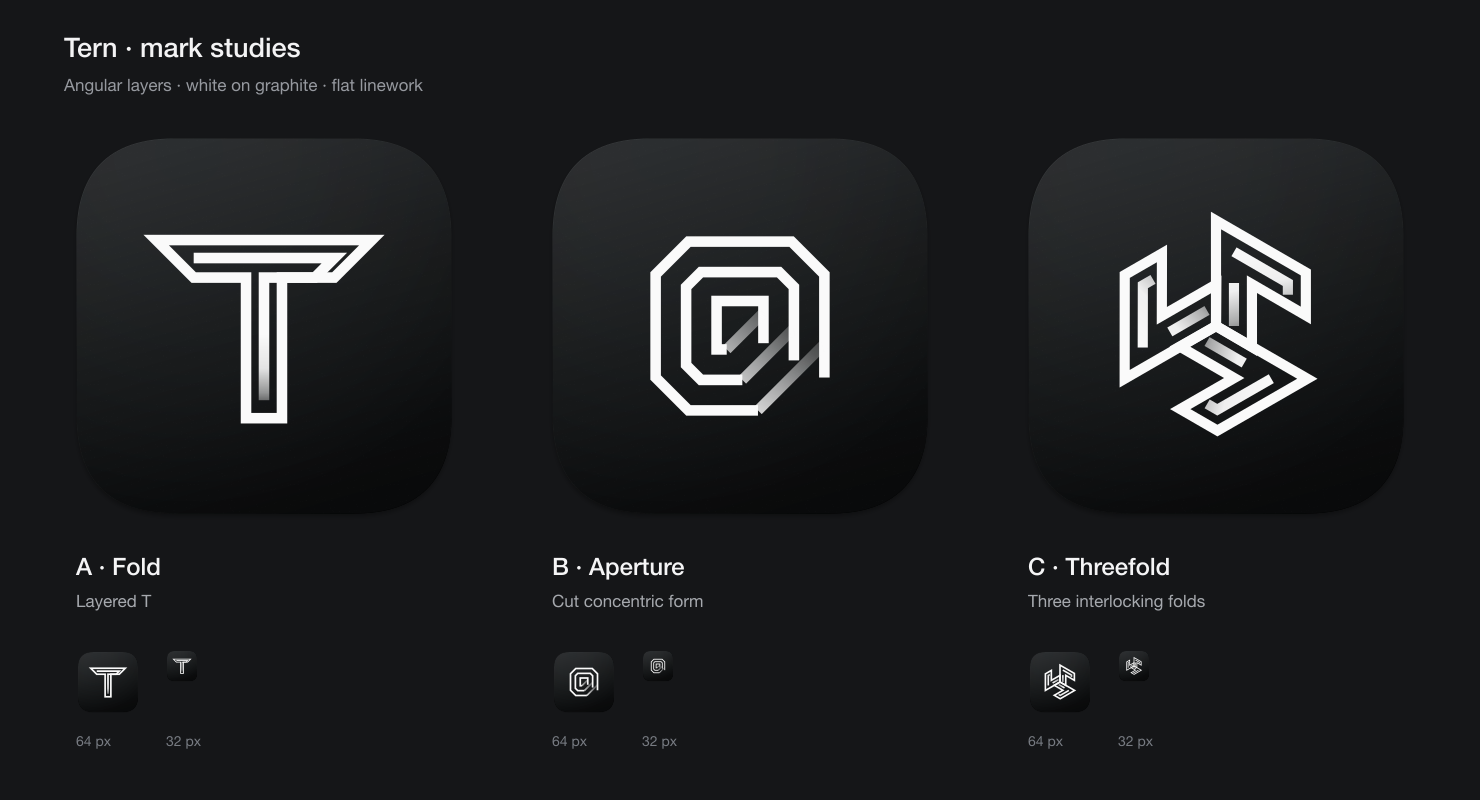 Tern · mark studies
Angular layers · white on graphite · flat linework
A · Fold
Layered T
64 px
32 px
B · Aperture
Cut concentric form
64 px
32 px
C · Threefold
Three interlocking folds
64 px
32 px